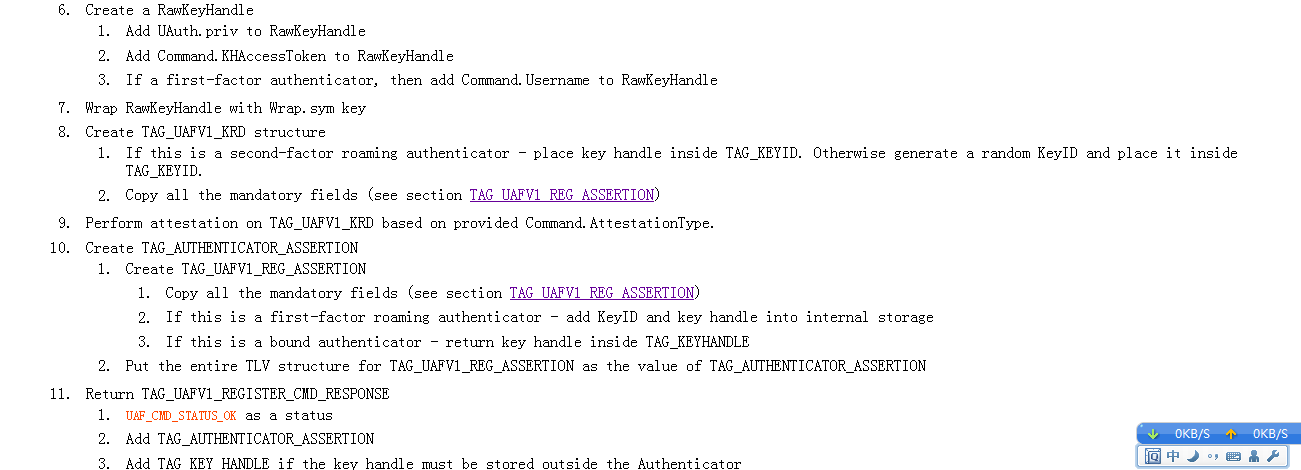 6. Create a RawKeyHandle
1. Add UAuth.priv to RawKeyHandle
2. Add Command.KHAccessToken to RawKeyHandle
3. If a first-factor authenticator, then add Command.Username to RawKeyHandle
7. Wrap RawKeyHandle with Wrap.sym key
8. Create TAG_UAFV1_KRD structure
1. If this is a second-factor roaming authenticator - place key handle inside TAG_KEYID. Otherwise generate a random KeyID and place it inside
TAG_KEYID.
2. Copy all the mandatory fields (see section TAG_UAFV1_REG_ASSERTION)
9. Perform attestation on TAG_UAFV1_KRD based on provided Command.AttestationType.
10. Create TAG_AUTHENTICATOR_ASSERTION
1. Create TAG_UAFV1_REG_ASSERTION
1. Copy all the mandatory fields (see section TAG_UAFV1_REG_ASSERTION)
2. If this is a first-factor roaming authenticator - add KeyID and key handle into internal storage
3. If this is a bound authenticator - return key handle inside TAG_KEYHANDLE
2. Put the entire TLV structure for TAG_UAFV1_REG_ASSERTION as the value of TAG_AUTHENTICATOR_ASSERTION
11. Return TAG_UAFV1_REGISTER_CMD_RESPONSE
1. UAF_CMD_STATUS_OK as a status
2. Add TAG_AUTHENTICATOR_ASSERTION
3. Add TAG_KEY_HANDLE if the key handle must be stored outside the Authenticator
0KB/S 0KB/S
中